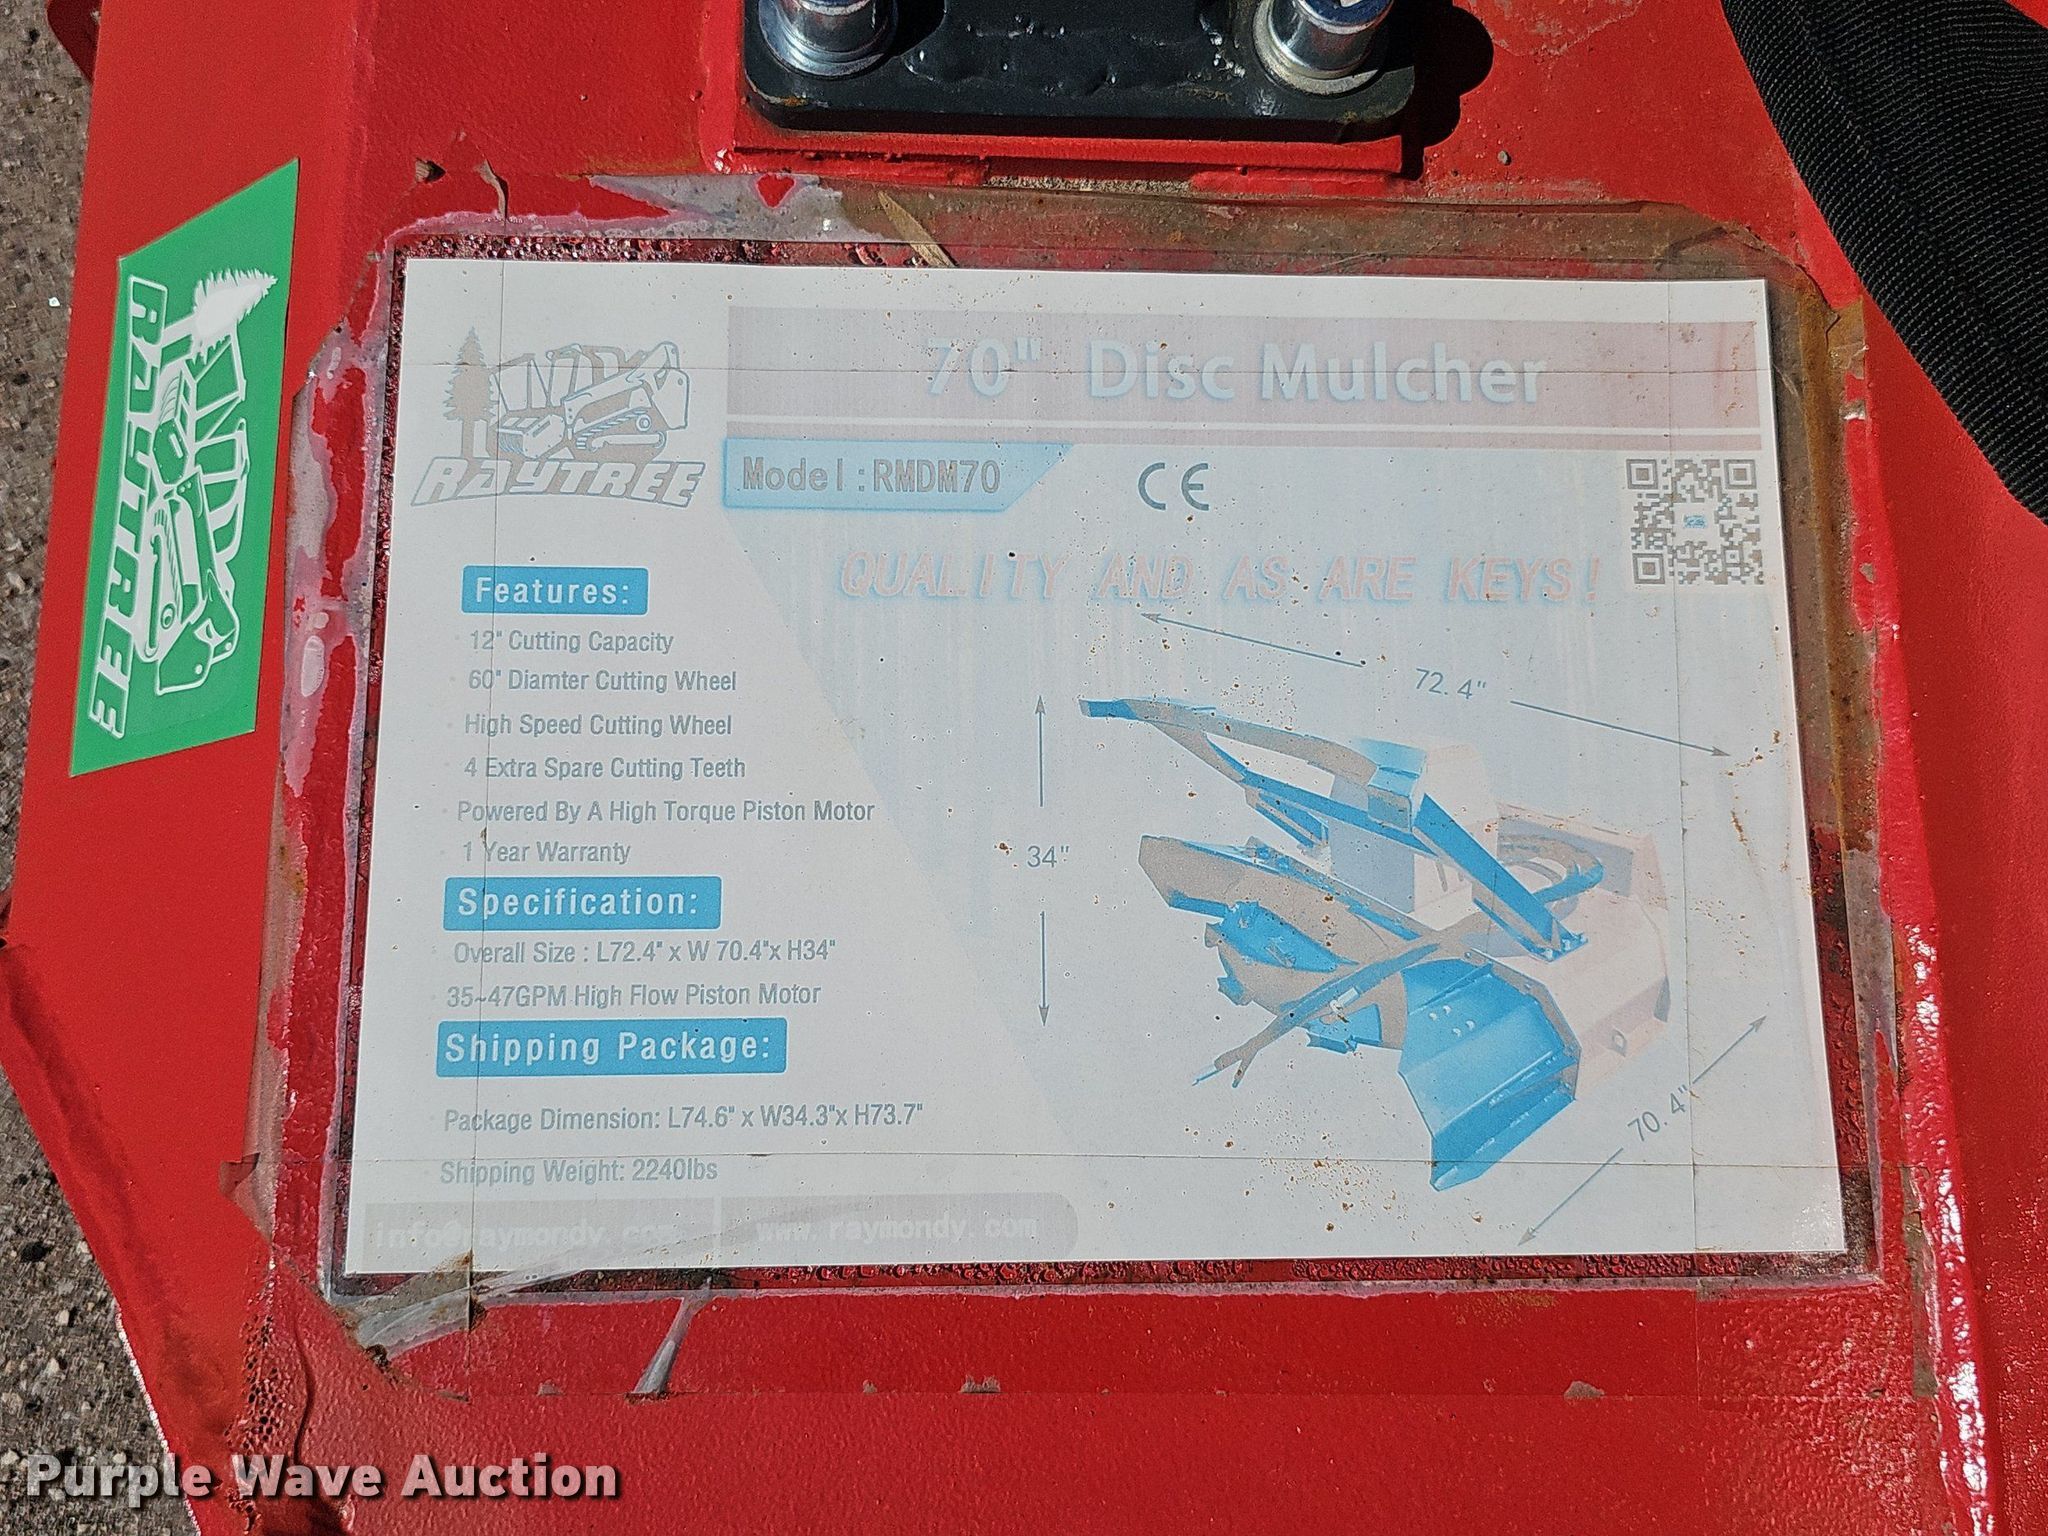 RAYTREE
RAYTREE
70" Disc Mulcher
Model:RMDM70
CE
QUALITY AND AS ARE KEYS!
Features:
12" Cutting Capacity
60" Diamter Cutting Wheel
High Speed Cutting Wheel
4 Extra Spare Cutting Teeth
Powered By A High Torque Piston Motor
1 Year Warranty
Specification:
Overall Size : L72.4" x W 70.4"x H34"
35~47GPM High Flow Piston Motor
Shipping Package:
Package Dimension: L74.6" x W34.3"x H73.7"
Shipping Weight: 2240lbs
info@raymondy.com
www.raymondy.com
72.4"
34"
70.4"
Purple Wave Auction